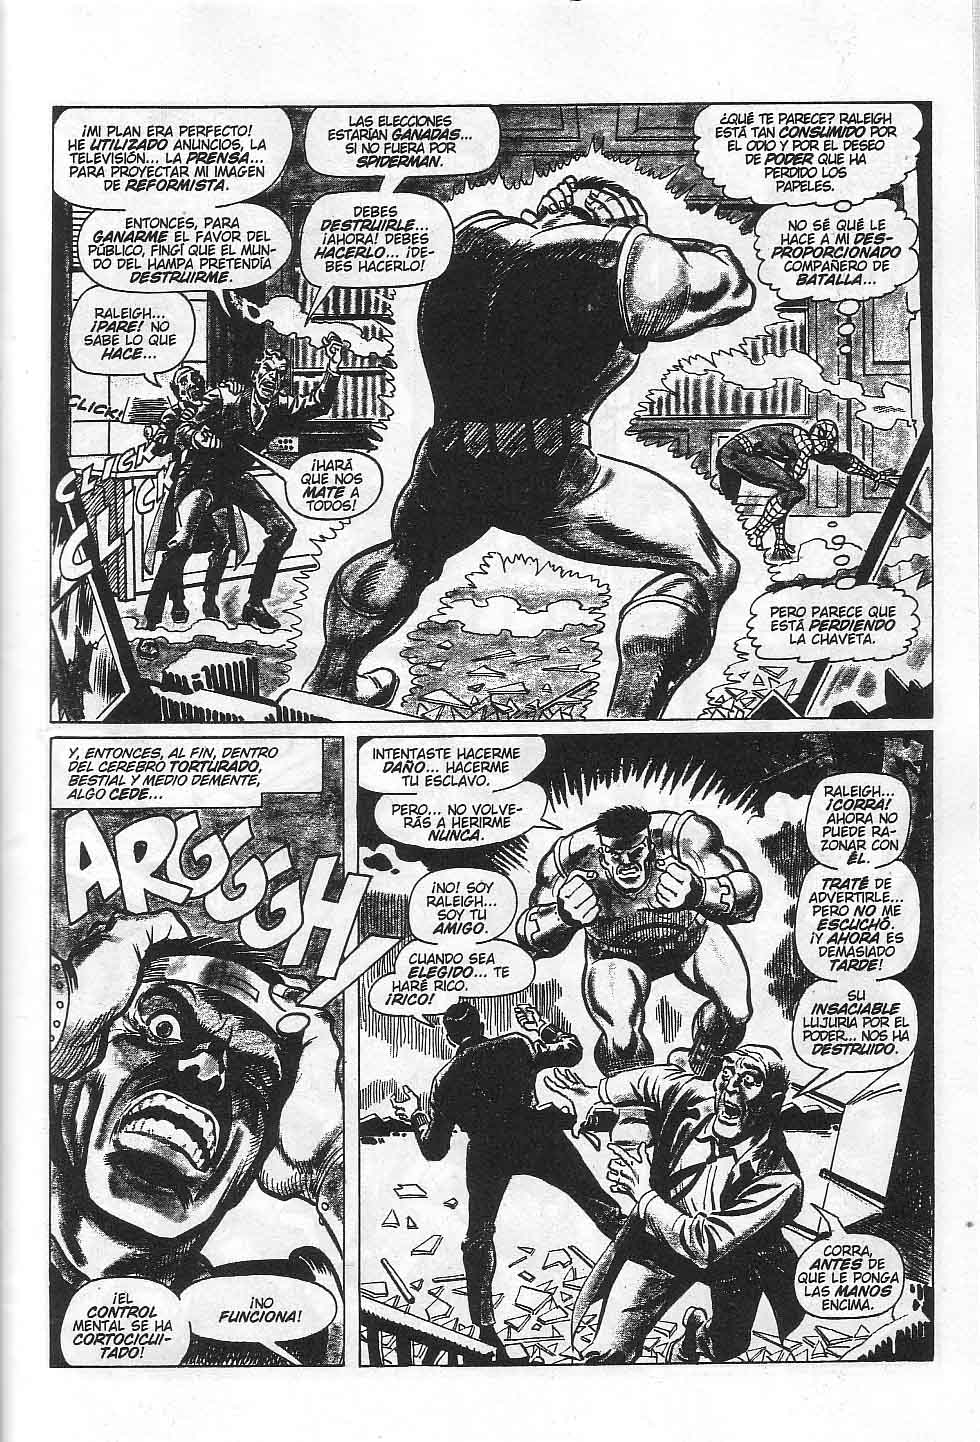 ¡MI PLAN ERA PERFECTO!
HE UTILIZADO ANUNCIOS, LA
TELEVISIÓN... LA PRENSA...
PARA PROYECTAR MI IMAGEN
DE REFORMISTA.
ENTONCES, PARA
GANARME EL FAVOR DEL
PÚBLICO, FINGÍ QUE EL MUN-
DO DEL HAMPA PRETENDÍA
DESTRUIRME.
LAS ELECCIONES
ESTARÍAN GANADAS...
SI NO FUERA POR
SPIDERMAN.
DEBES
DESTRUIRLE...
¡AHORA! DEBES
HACERLO... ¡DE-
BES HACERLO!
RALEIGH...
¡PARE! NO
SABE LO QUE
HACE...
¡HARÁ
QUE NOS
MATE A
TODOS!
CLICK!
CLICK
CLICK
¿QUÉ TE PARECE? RALEIGH
ESTÁ TAN CONSUMIDO POR
EL ODIO Y POR EL DESEO
DE PODER QUE HA
PERDIDO LOS
PAPELES.
NO SÉ QUÉ LE
HACE A MI DES-
PROPORCIONADO
COMPAÑERO DE
BATALLA...
PERO PARECE QUE
ESTÁ PERDIENDO
LA CHAVETA.
Y, ENTONCES, AL FIN, DENTRO
DEL CEREBRO TORTURADO,
BESTIAL Y MEDIO DEMENTE,
ALGO CEDE...
ARGGGGH!
¡EL
CONTROL
MENTAL SE HA
CORTOCICUI-
TADO!
¡NO
FUNCIONA!
INTENTASTE HACERME
DAÑO... HACERME
TU ESCLAVO.
PERO... NO VOLVE-
RÁS A HERIRME
NUNCA.
¡NO! SOY
RALEIGH...
SOY TU
AMIGO.
CUANDO SEA
ELEGIDO... TE
HARÉ RICO.
¡RICO!
RALEIGH...
¡CORRA!
AHORA NO
PUEDE RA-
ZONAR CON
ÉL.
TRATÉ DE
ADVERTIRLE...
PERO NO ME
ESCUCHÓ.
¡Y AHORA ES
DEMASIADO
TARDE!
SU
INSACIABLE
LUJURIA POR EL
PODER... NOS HA
DESTRUIDO.
CORRA,
ANTES
DE QUE LE PONGA
LAS MANOS
ENCIMA.